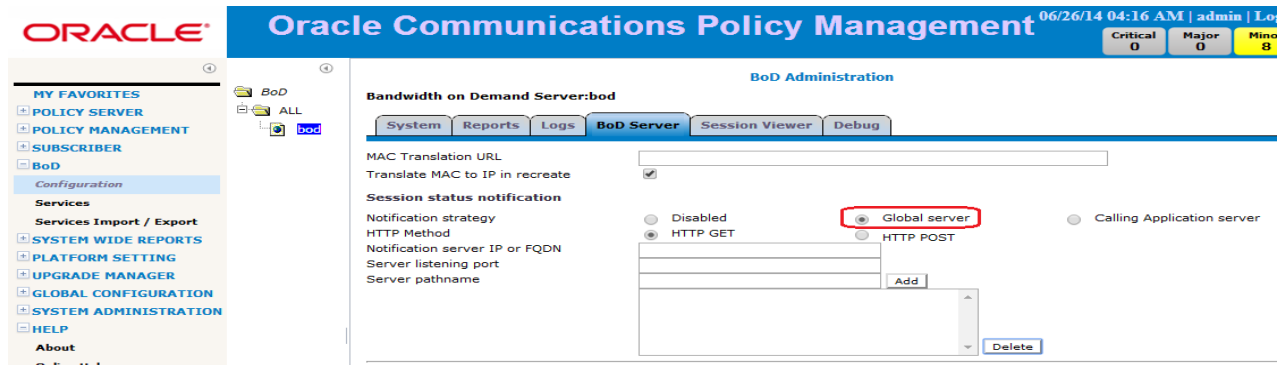 ORACLE®
Oracle Communications Policy Management
06/26/14 04:16 AM | admin |
Critical
0
Major
0
8
MY FAVORITES
POLICY SERVER
POLICY MANAGEMENT
SUBSCRIBER
BoD
Configuration
Services
Services Import / Export
SYSTEM WIDE REPORTS
PLATFORM SETTING
UPGRADE MANAGER
GLOBAL CONFIGURATION
SYSTEM ADMINISTRATION
HELP
About
BoD
ALL
bod
BoD Administration
Bandwidth on Demand Server:bod
System Reports Logs BoD Server Session Viewer Debug
MAC Translation URL
Translate MAC to IP in recreate
Session status notification
Notification strategy Disabled Global server Calling Application server
HTTP Method HTTP GET HTTP POST
Notification server IP or FQDN
Server listening port
Server pathname Add
Delete